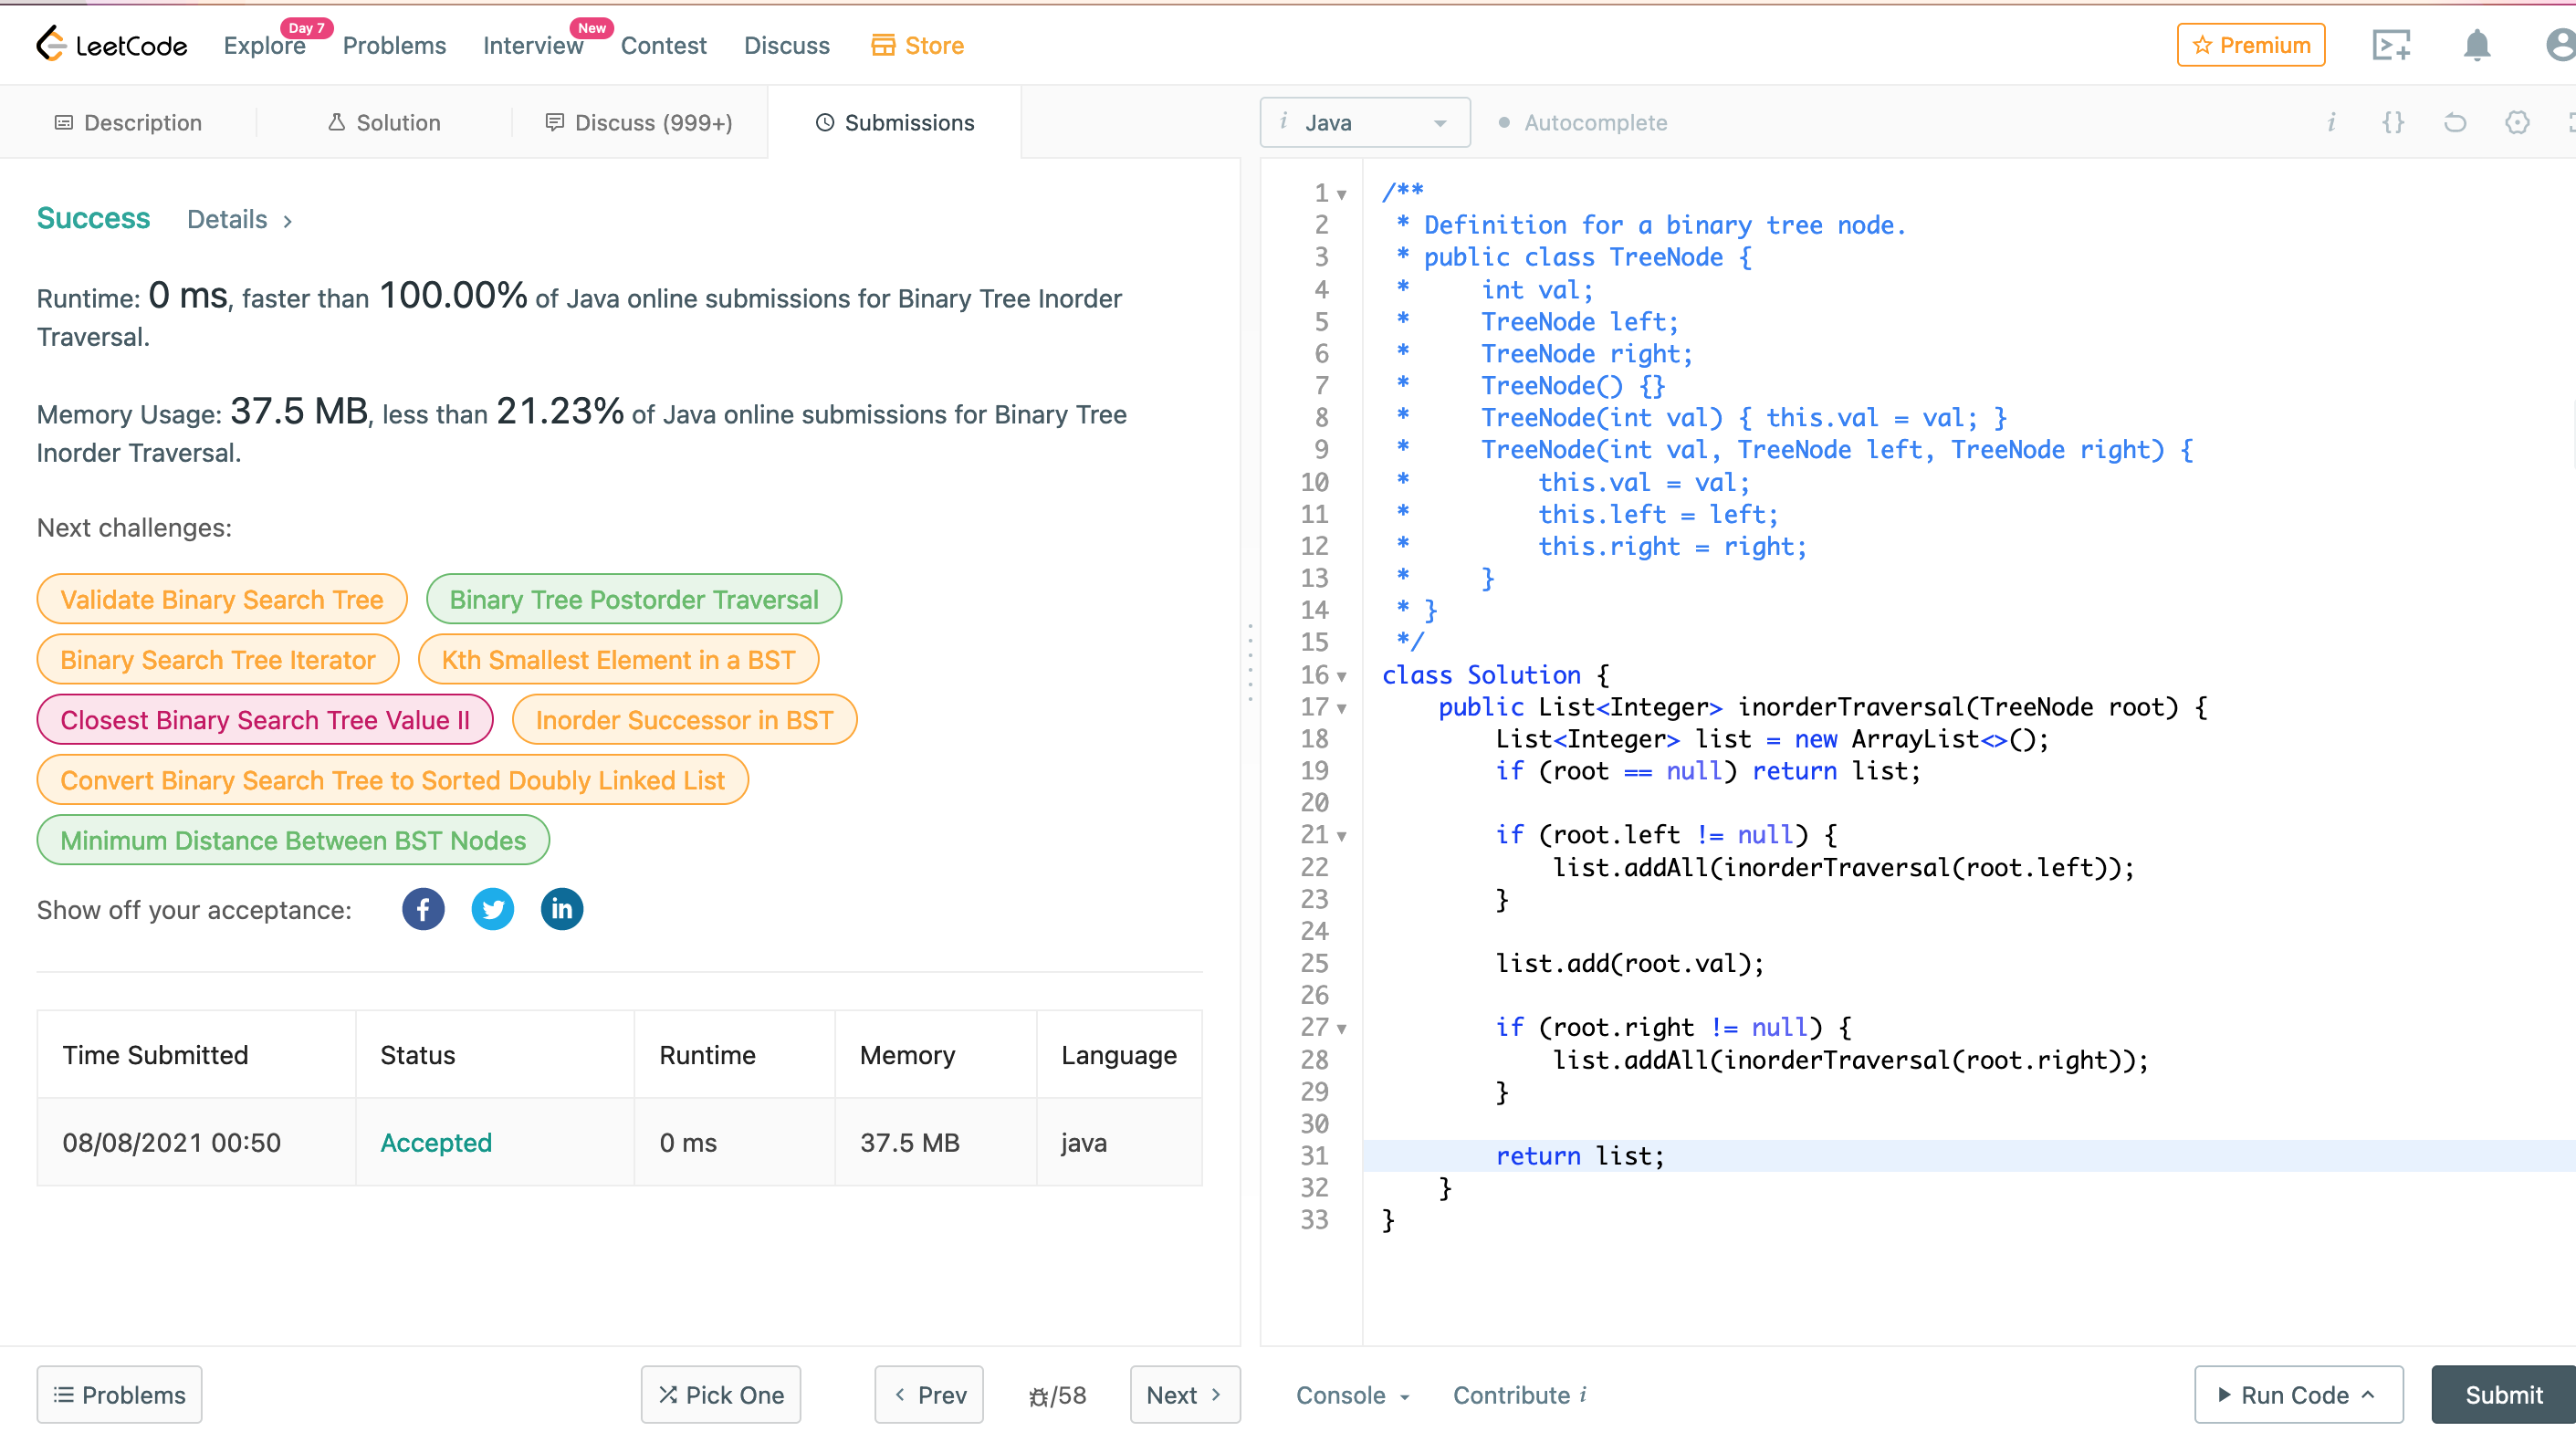 LeetCode Explore Day 7 Problems Interview New Contest Discuss Store Premium
Description Solution Discuss (999+) Submissions
i Java Autocomplete i {}
Success Details >
Runtime: 0 ms, faster than 100.00% of Java online submissions for Binary Tree Inorder
Traversal.
Memory Usage: 37.5 MB, less than 21.23% of Java online submissions for Binary Tree
Inorder Traversal.
Next challenges:
Validate Binary Search Tree Binary Tree Postorder Traversal
Binary Search Tree Iterator Kth Smallest Element in a BST
Closest Binary Search Tree Value II Inorder Successor in BST
Convert Binary Search Tree to Sorted Doubly Linked List
Minimum Distance Between BST Nodes
Show off your acceptance: f in
Time Submitted Status Runtime Memory Language
08/08/2021 00:50 Accepted 0 ms 37.5 MB java
1 /**
2  * Definition for a binary tree node.
3  * public class TreeNode {
4  *     int val;
5  *     TreeNode left;
6  *     TreeNode right;
7  *     TreeNode() {}
8  *     TreeNode(int val) { this.val = val; }
9  *     TreeNode(int val, TreeNode left, TreeNode right) {
10  *         this.val = val;
11  *         this.left = left;
12  *         this.right = right;
13  *     }
14  * }
15  */
16 class Solution {
17     public List<Integer> inorderTraversal(TreeNode root) {
18         List<Integer> list = new ArrayList<>();
19         if (root == null) return list;
20
21         if (root.left != null) {
22             list.addAll(inorderTraversal(root.left));
23         }
24
25         list.add(root.val);
26
27         if (root.right != null) {
28             list.addAll(inorderTraversal(root.right));
29         }
30
31         return list;
32     }
33 }
Problems Pick One < Prev /58 Next > Console Contribute i Run Code Submit